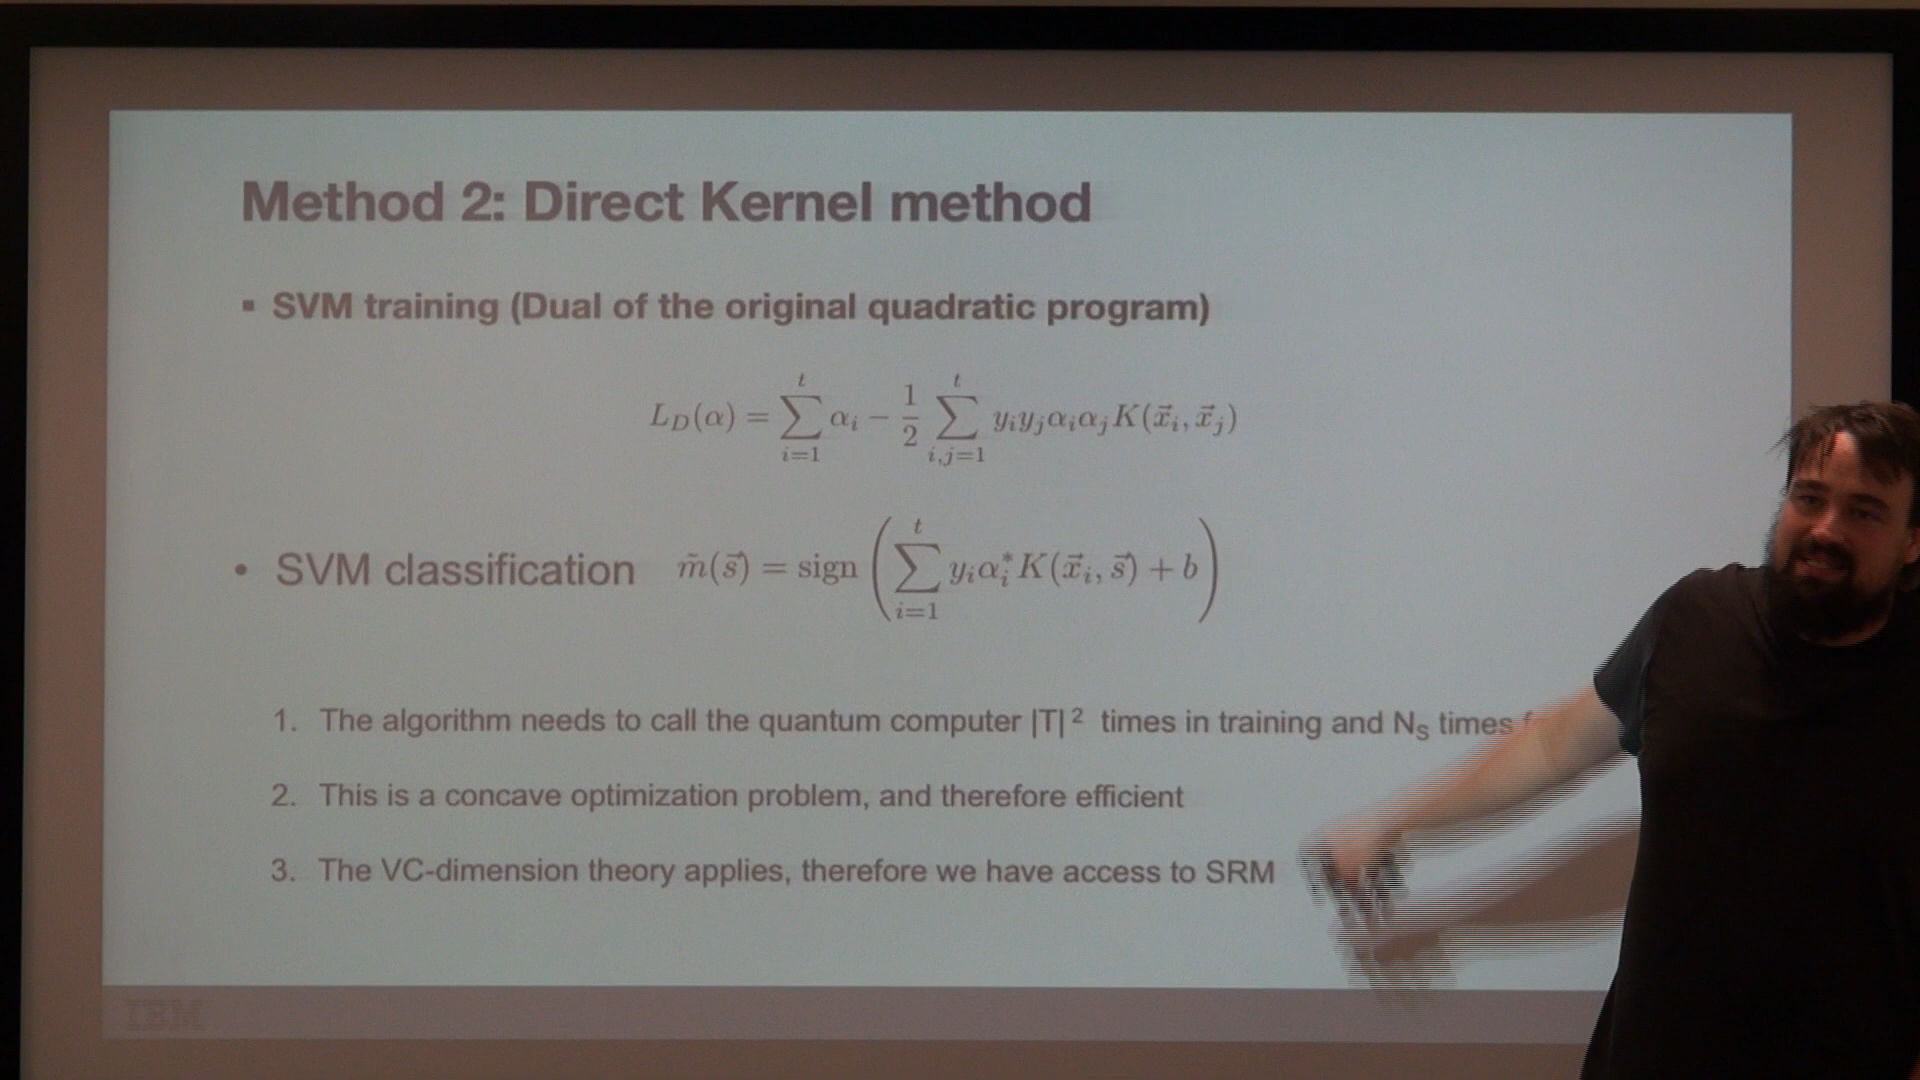 Method 2: Direct Kernel method
▪ SVM training (Dual of the original quadratic program)
L_D(α) = ∑_{i=1}^{t} α_i − 1/2 ∑_{i,j=1}^{t} y_i y_j α_i α_j K(x⃗_i, x⃗_j)
• SVM classification m̃(s⃗) = sign(∑_{i=1}^{t} y_i α_i^* K(x⃗_i, s⃗) + b)
1. The algorithm needs to call the quantum computer |T|² times in training and N_S times
2. This is a concave optimization problem, and therefore efficient
3. The VC-dimension theory applies, therefore we have access to SRM
IBM